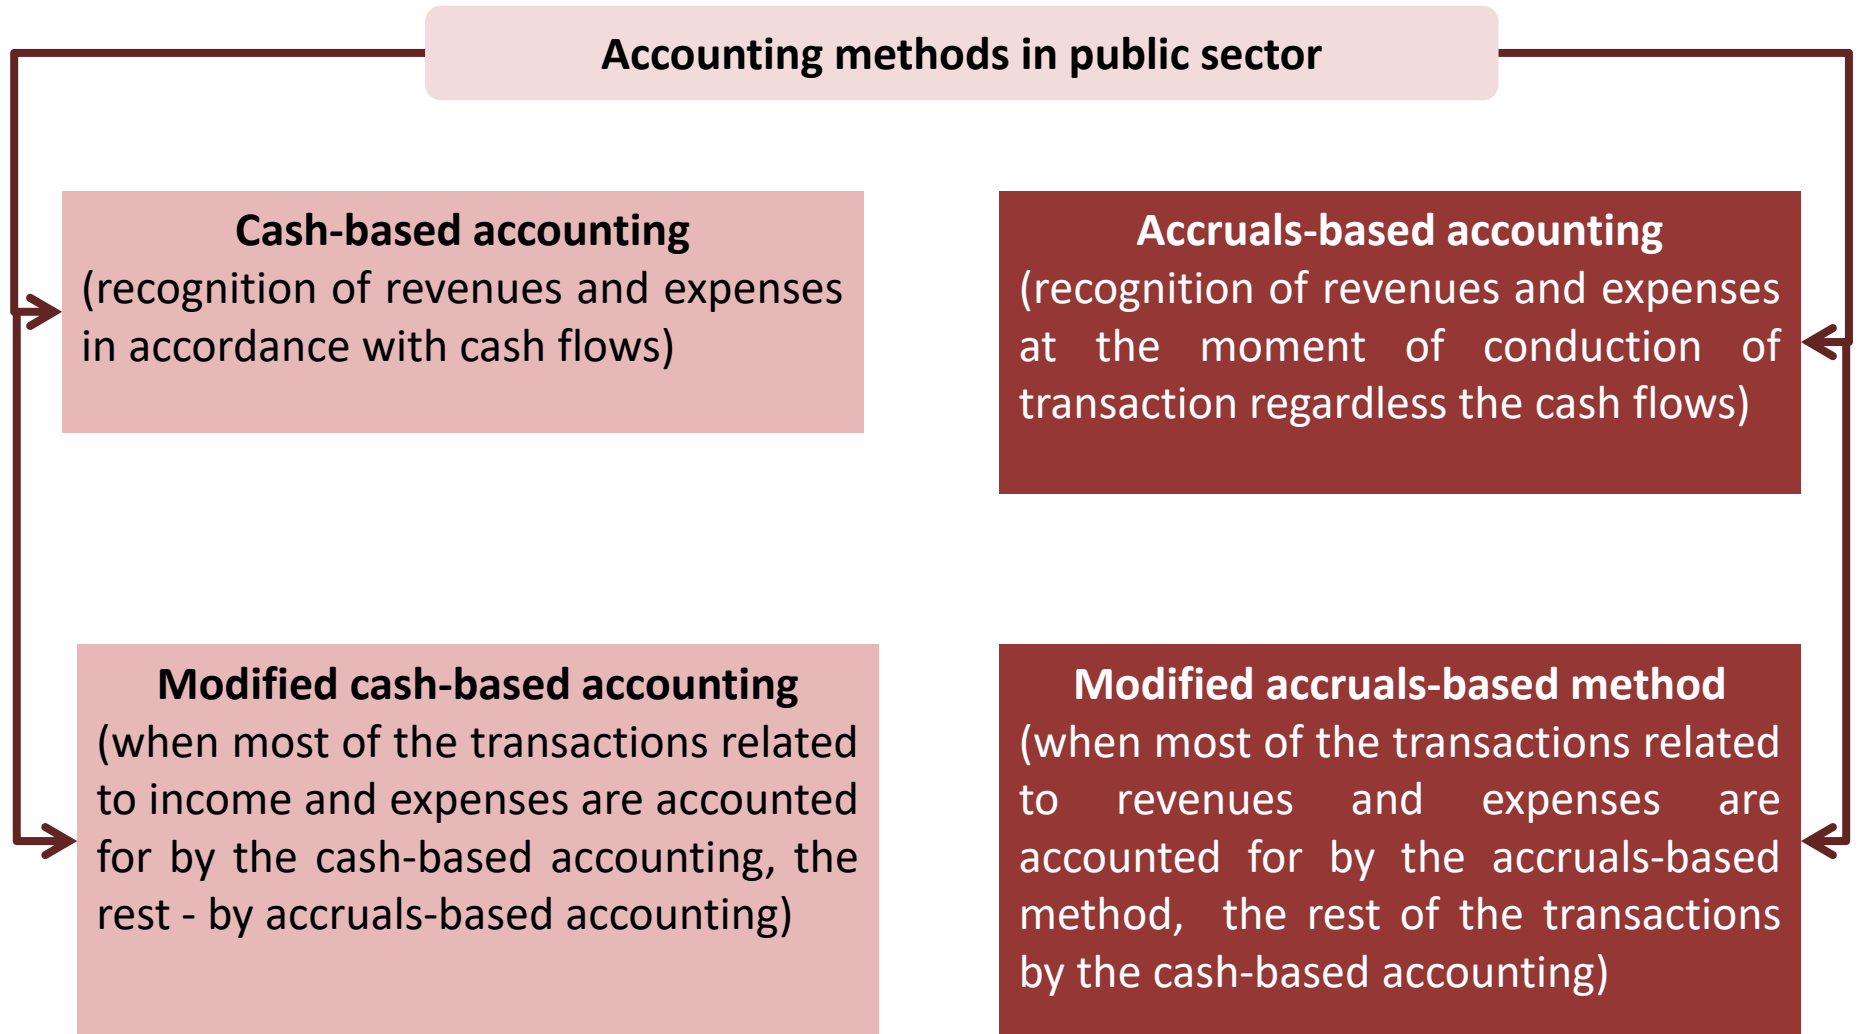 Accounting methods in public sector
Cash-based accounting
(recognition of revenues and expenses
in accordance with cash flows)
Accruals-based accounting
(recognition of revenues and expenses
at the moment of conduction of
transaction regardless the cash flows)
Modified cash-based accounting
(when most of the transactions related
to income and expenses are accounted
for by the cash-based accounting, the
rest - by accruals-based accounting)
Modified accruals-based method
(when most of the transactions related
to revenues and expenses are
accounted for by the accruals-based
method, the rest of the transactions
by the cash-based accounting)